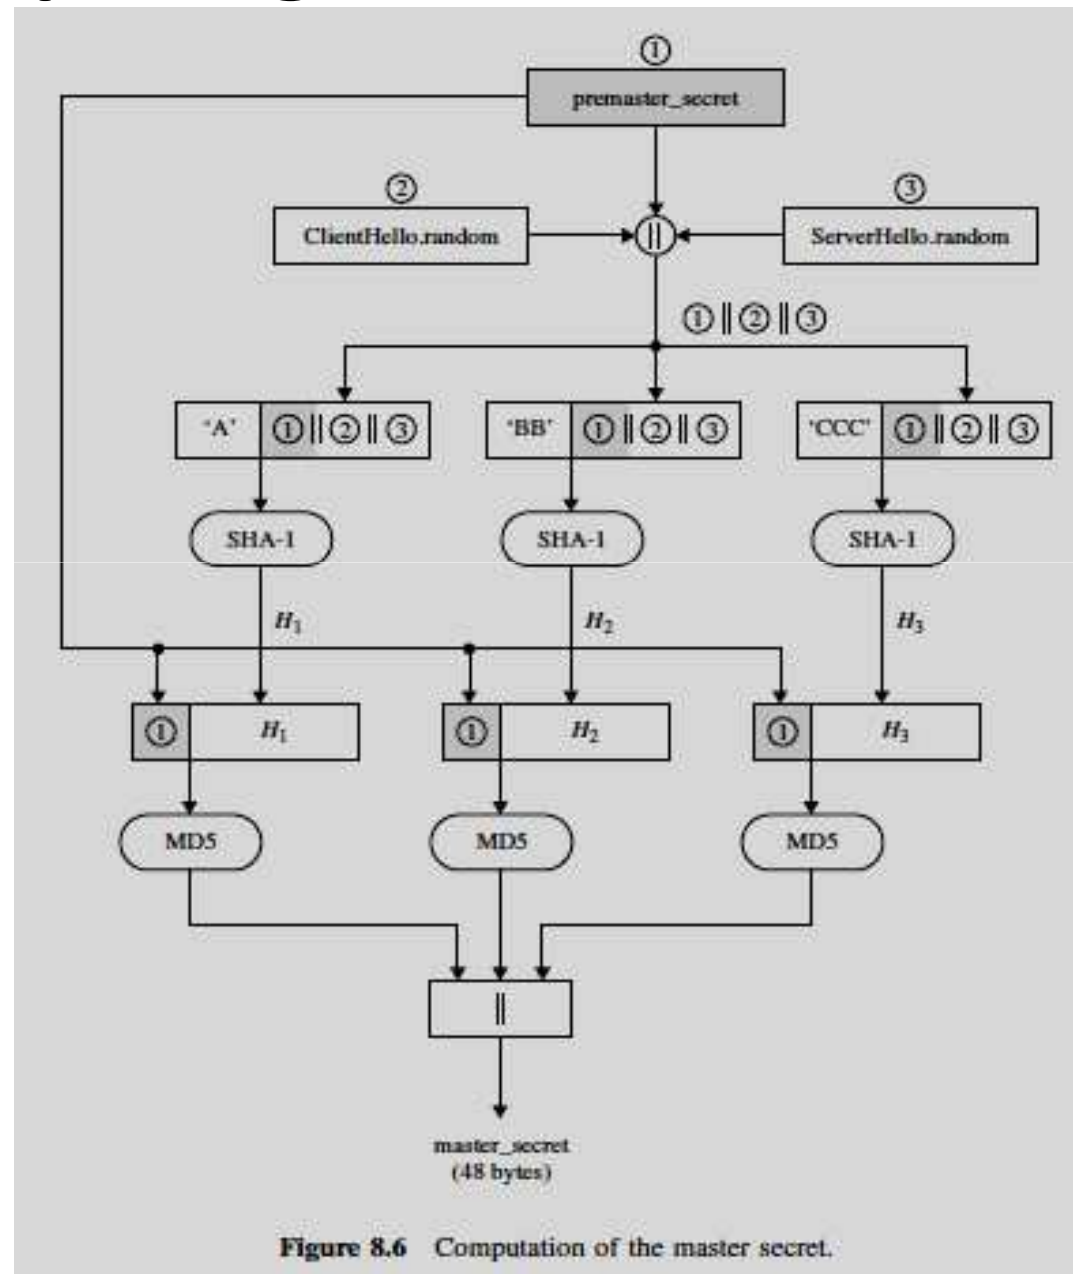 ①
premaster_secret
② ③
ClientHello.random || ServerHello.random
① || ② || ③
'A' ① || ② || ③ 'BB' ① || ② || ③ 'CCC' ① || ② || ③
SHA-1 SHA-1 SHA-1
H₁ H₂ H₃
① H₁ ① H₂ ① H₃
MD5 MD5 MD5
||
master_secret
(48 bytes)
Figure 8.6 Computation of the master secret.